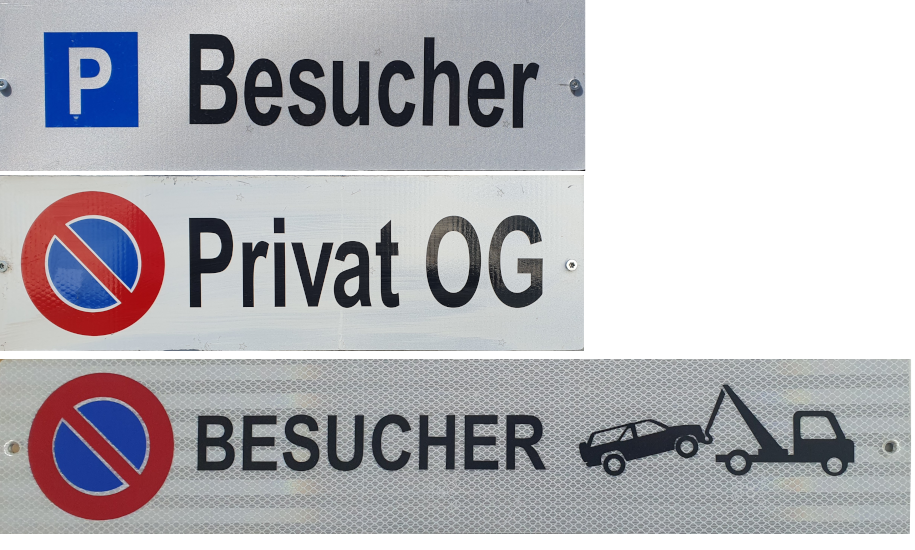 P Besucher
Privat OG
BESUCHER